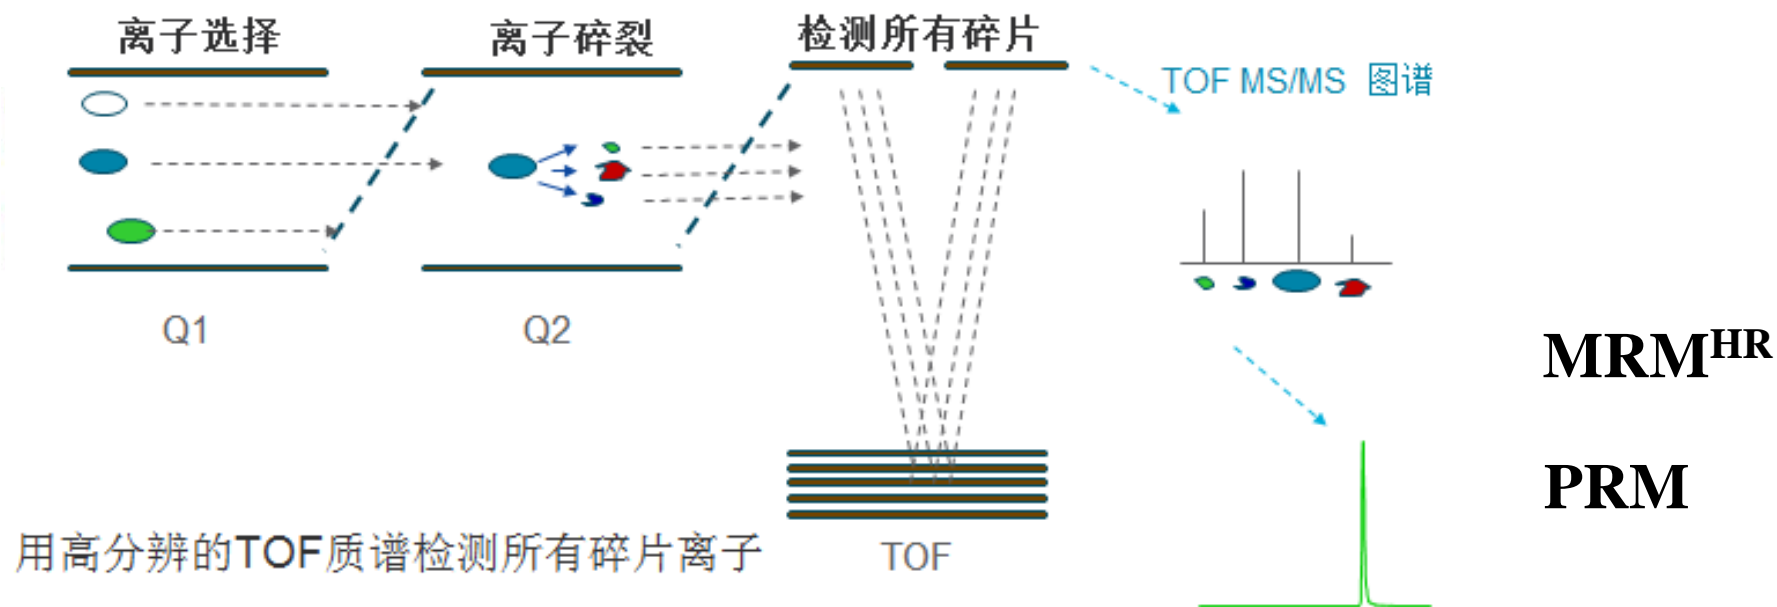 离子选择
离子碎裂
检测所有碎片
TOF MS/MS 图谱
Q1
Q2
MRM^HR
PRM
用高分辨的TOF质谱检测所有碎片离子
TOF